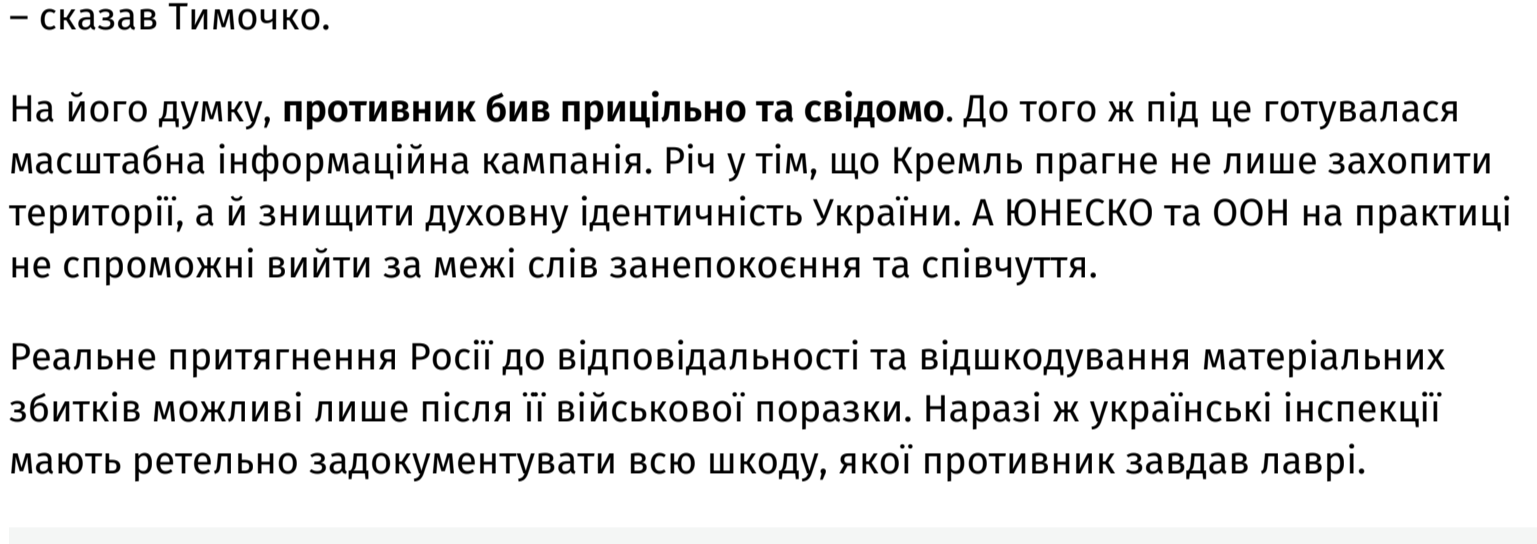 – сказав Тимочко.
На його думку, противник бив прицільно та свідомо. До того ж під це готувалася
масштабна інформаційна кампанія. Річ у тім, що Кремль прагне не лише захопити
території, а й знищити духовну ідентичність України. А ЮНЕСКО та ООН на практиці
не спроможні вийти за межі слів занепокоєння та співчуття.
Реальне притягнення Росії до відповідальності та відшкодування матеріальних
збитків можливі лише після її військової поразки. Наразі ж українські інспекції
мають ретельно задокументувати всю шкоду, якої противник завдав лаврі.